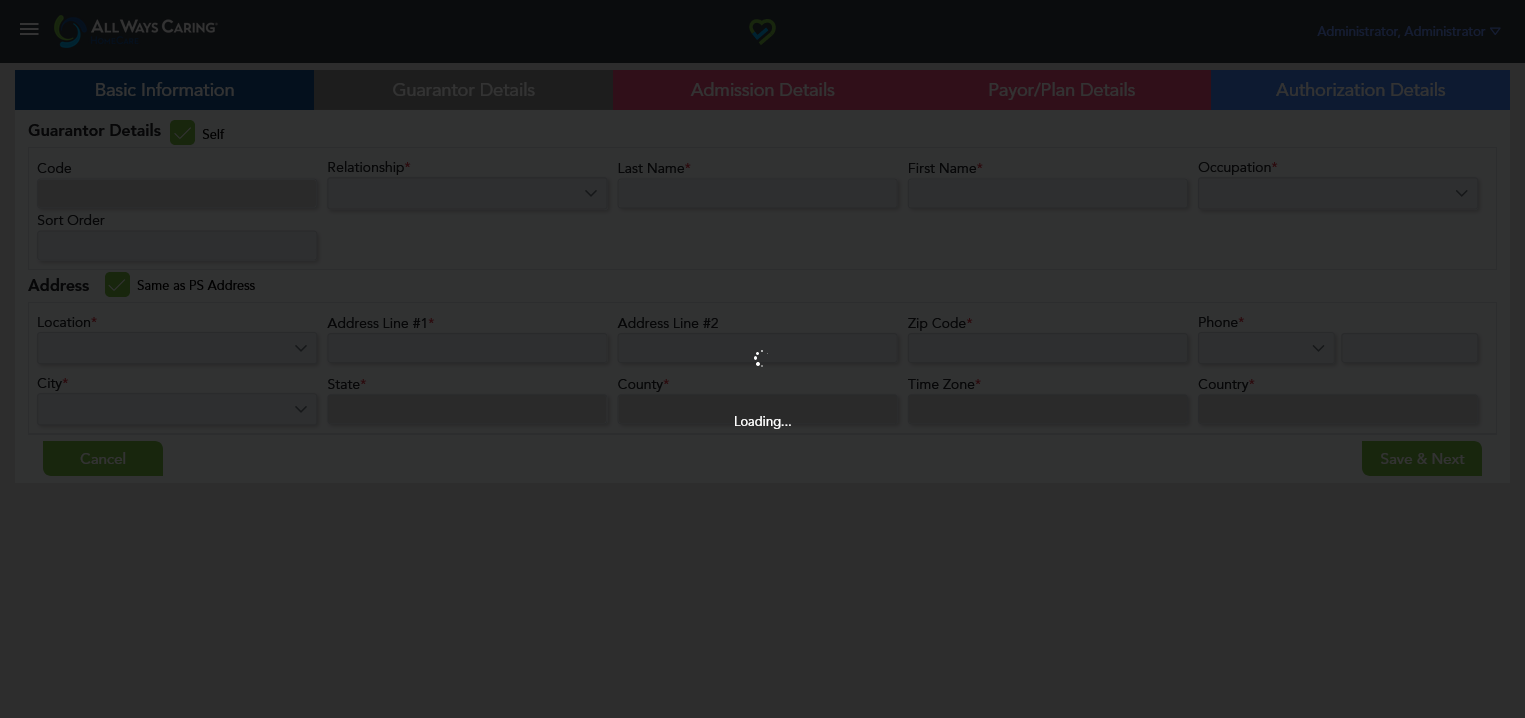 ALL WAYS CARING
Administrator, Administrator
Basic Information Guarantor Details Admission Details Payor/Plan Details Authorization Details
Guarantor Details Self
Code Relationship* Last Name* First Name* Occupation*
Sort Order
Address Same as PS Address
Location* Address Line #1* Address Line #2 Zip Code* Phone*
City* State* County* Time Zone* Country*
Loading...
Cancel Save & Next